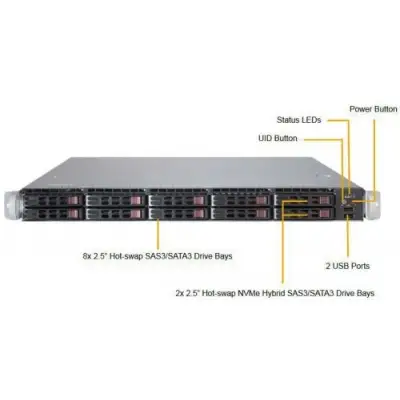 Power Button
Status LEDs
UID Button
8x 2.5" Hot-swap SAS3/SATA3 Drive Bays
2 USB Ports
2x 2.5" Hot-swap NVMe Hybrid SAS3/SATA3 Drive Bays